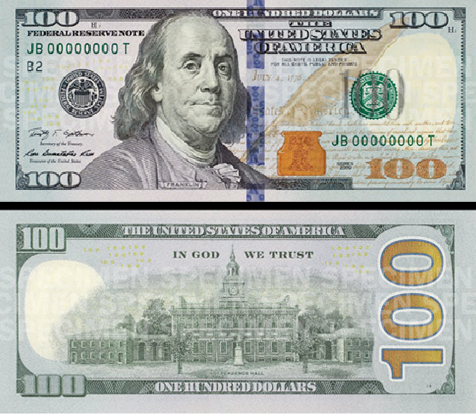 100 ONE HUNDRED DOLLARS 100
FEDERAL RESERVE NOTE
THE
UNITED STATES
OF AMERICA
JB 00000000 T
B2
THIS NOTE IS LEGAL TENDER
FOR ALL DEBTS, PUBLIC AND PRIVATE
100
JB 00000000 T
Secretary of the Treasury.
Treasurer of the United States.
SERIES
2009
100
FRANKLIN
100
THE UNITED STATES OF AMERICA
100
IN GOD WE TRUST
SPECIMEN SPECIMEN
100
100
ONE HUNDRED DOLLARS